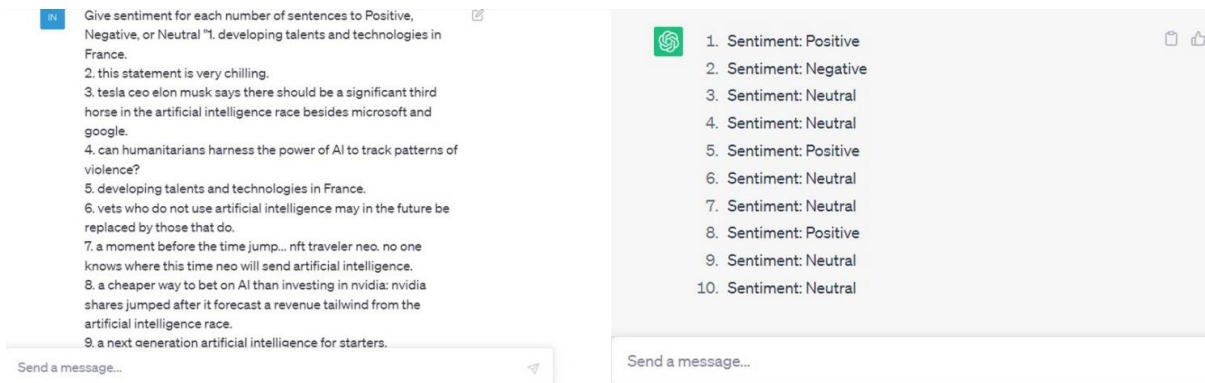 IN
Give sentiment for each number of sentences to Positive,
Negative, or Neutral "1. developing talents and technologies in
France.
2. this statement is very chilling.
3. tesla ceo elon musk says there should be a significant third
horse in the artificial intelligence race besides microsoft and
google.
4. can humanitarians harness the power of AI to track patterns of
violence?
5. developing talents and technologies in France.
6. vets who do not use artificial intelligence may in the future be
replaced by those that do.
7. a moment before the time jump... nft traveler neo. no one
knows where this time neo will send artificial intelligence.
8. a cheaper way to bet on AI than investing in nvidia: nvidia
shares jumped after it forecast a revenue tailwind from the
artificial intelligence race.
9. a next generation artificial intelligence for starters.
Send a message...
1. Sentiment: Positive
2. Sentiment: Negative
3. Sentiment: Neutral
4. Sentiment: Neutral
5. Sentiment: Positive
6. Sentiment: Neutral
7. Sentiment: Neutral
8. Sentiment: Positive
9. Sentiment: Neutral
10. Sentiment: Neutral
Send a message...